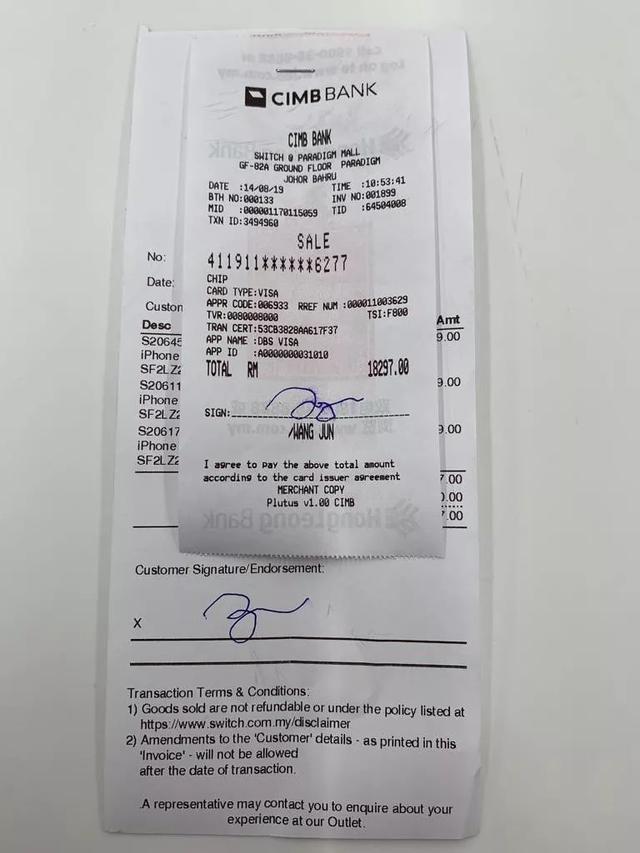 CIMB BANK
CIMB BANK
SWITCH @ PARADIGM MALL
GF-82A GROUND FLOOR PARADIGM
JOHOR BAHRU
DATE :14/08/19 TIME :10:53:41
BTH NO:000133 INV NO:001899
MID :000001170115059 TID :64504008
TXN ID:3494960
SALE
411911******6277
CHIP
CARD TYPE:VISA
APPR CODE:006933 RREF NUM :000011003629
TVR:0080008000 TSI:F800
TRAN CERT:53CB3828AA617F37
APP NAME :DBS VISA
APP ID :A0000000031010
TOTAL RM 18297.00
SIGN:
/WANG JUN
I agree to pay the above total amount
according to the card issuer agreement
MERCHANT COPY
Plutus v1.00 CIMB
No:
Date:
Custon
Desc Amt
S20645 9.00
iPhone
SF2LZ
S20611 9.00
iPhone
SF2LZ
S20617 9.00
iPhone
SF2LZ
7.00
0.00
7.00
HongLeong Bank
Customer Signature/Endorsement:
X
Transaction Terms & Conditions:
1) Goods sold are not refundable or under the policy listed at
https://www.switch.com.my/disclaimer
2) Amendments to the 'Customer' details - as printed in this
'Invoice' - will not be allowed
after the date of transaction.
A representative may contact you to enquire about your
experience at our Outlet.